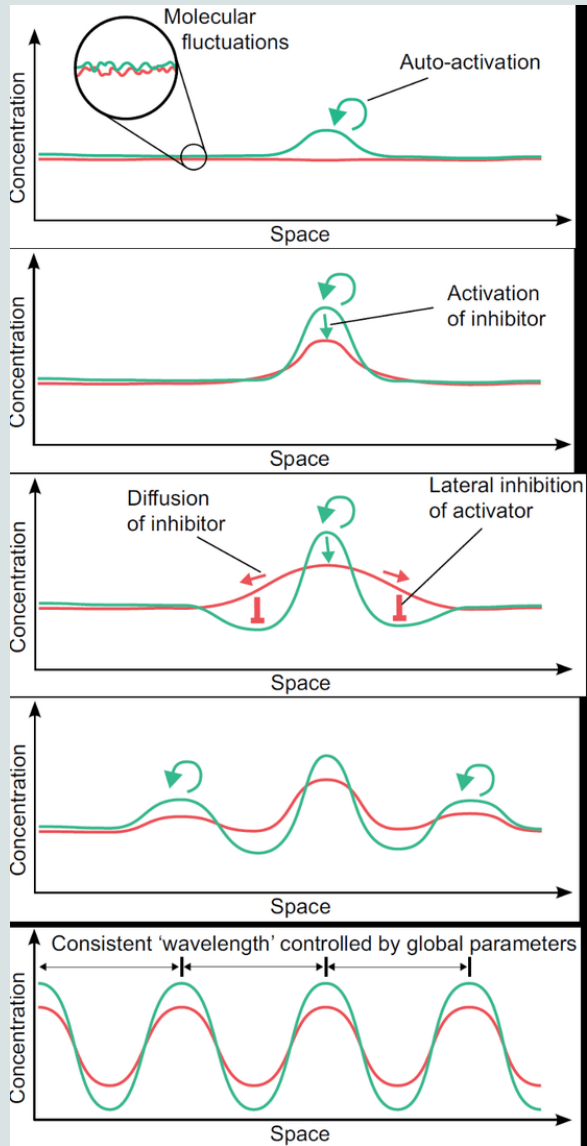 Molecular
fluctuations
Auto-activation
Concentration
Space
Activation
of inhibitor
Concentration
Space
Diffusion
of inhibitor
Lateral inhibition
of activator
Concentration
Space
Concentration
Space
Consistent ‘wavelength’ controlled by global parameters
Concentration
Space